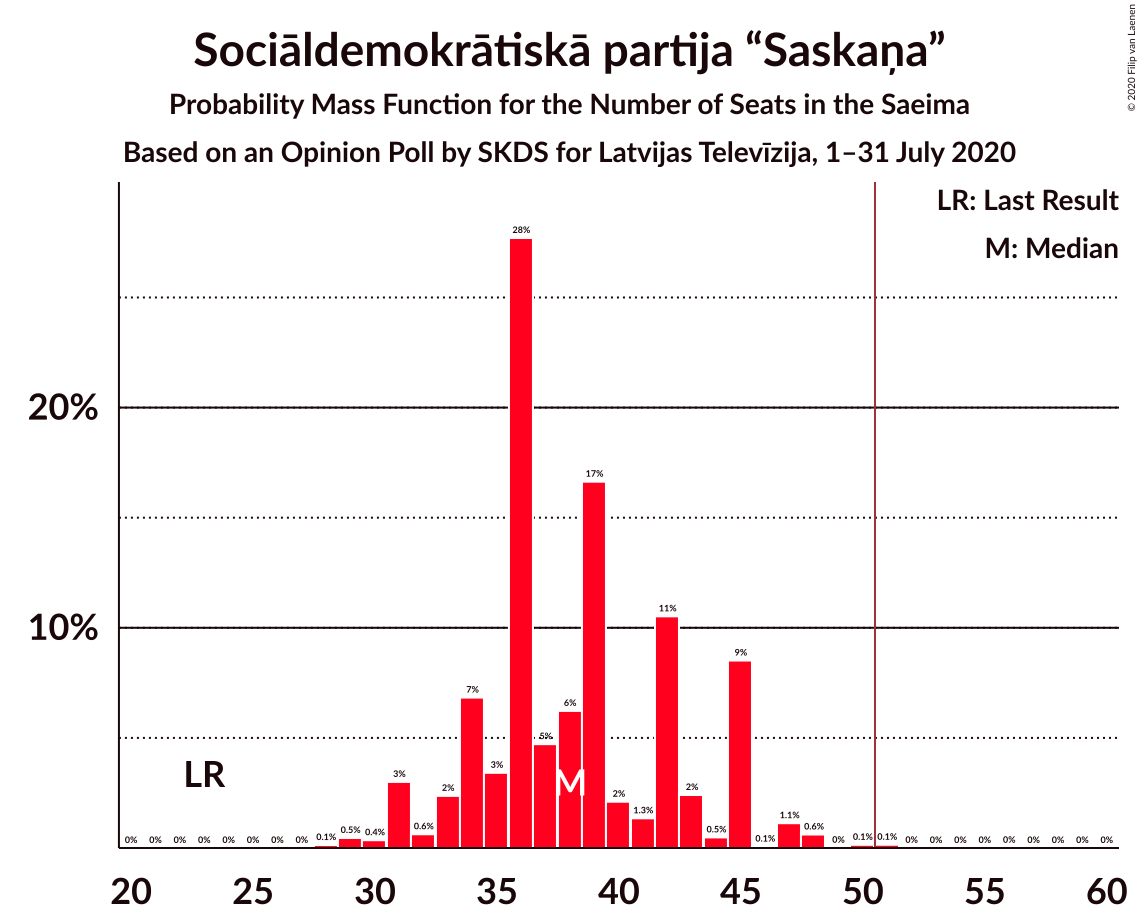 Sociāldemokrātiskā partija “Saskaņa”
Probability Mass Function for the Number of Seats in the Saeima
Based on an Opinion Poll by SKDS for Latvijas Televīzija, 1–31 July 2020
© 2020 Filip van Laenen
LR: Last Result
M: Median
28%
20%
17%
10%
11%
9%
7%
6%
5%
LR
3%
3%
M
2%
2%
2%
0% 0% 0% 0% 0% 0% 0% 0% 0.1% 0.5% 0.4% 0.6% 1.3% 0.5% 0.1% 1.1% 0.6% 0% 0.1% 0.1% 0% 0% 0% 0% 0% 0% 0% 0% 0%
20 25 30 35 40 45 50 55 60